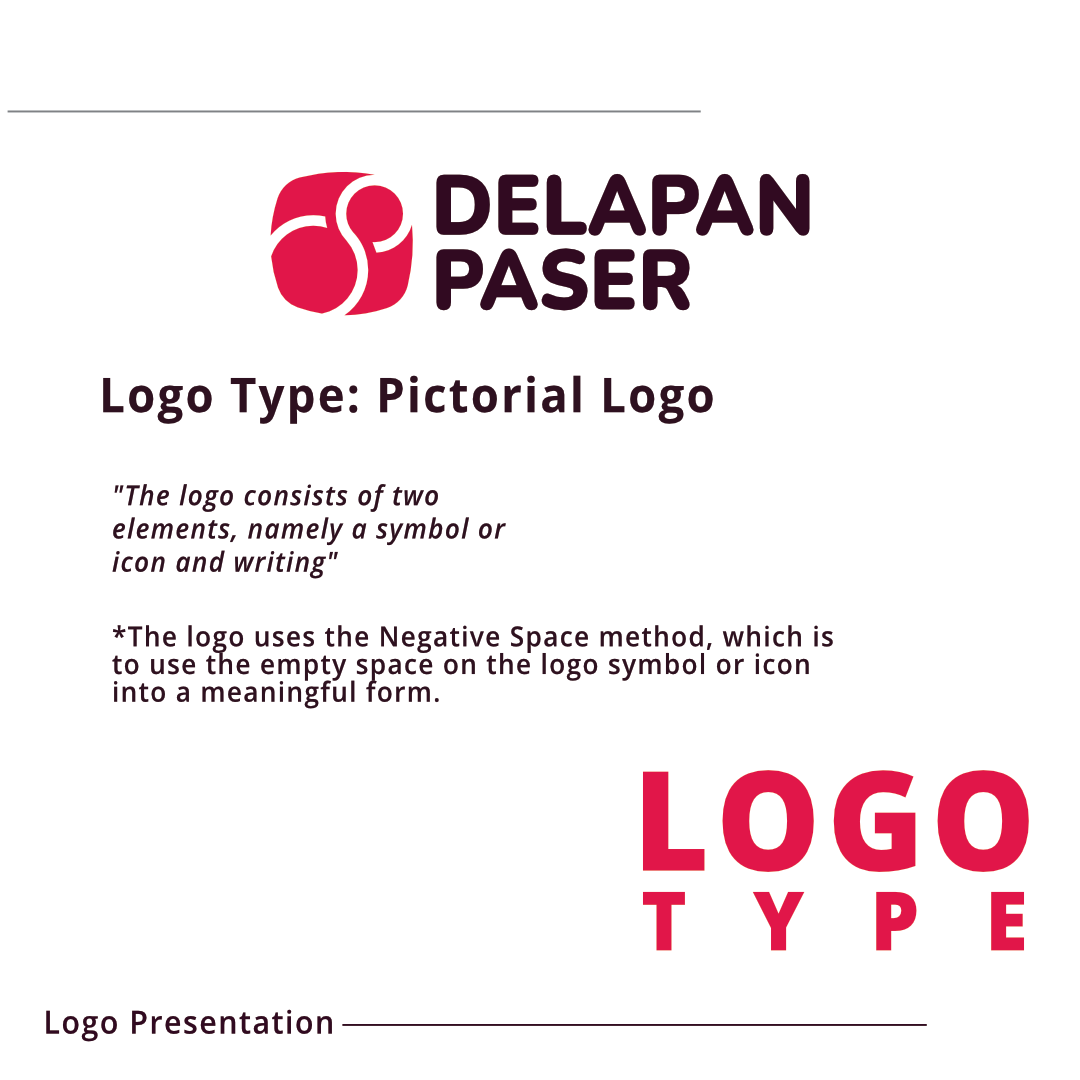 DELAPAN
PASER
Logo Type: Pictorial Logo
"The logo consists of two
elements, namely a symbol or
icon and writing"
*The logo uses the Negative Space method, which is
to use the empty space on the logo symbol or icon
into a meaningful form.
LOGO
TYPE
Logo Presentation